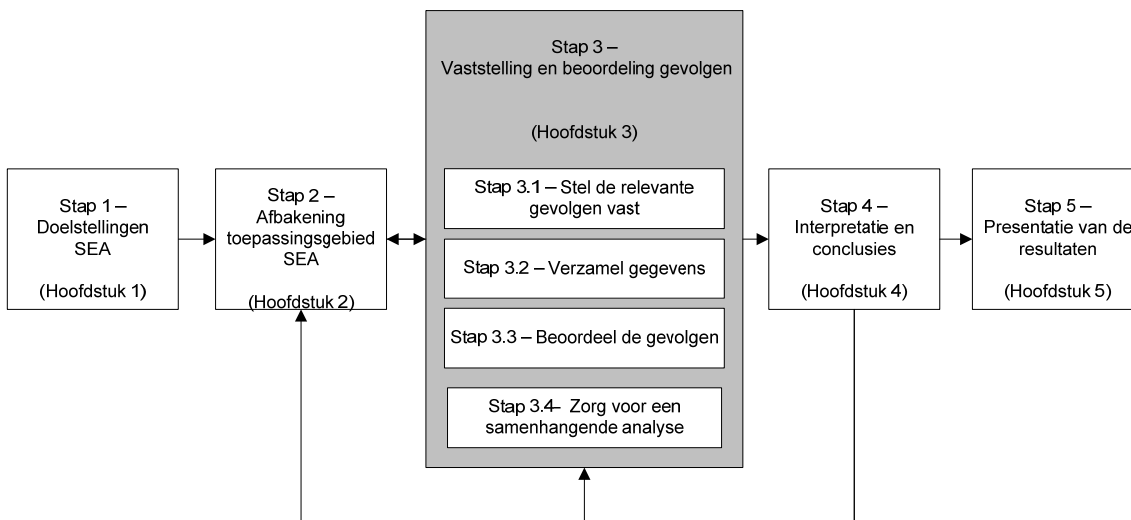 Stap 1 –
Doelstellingen
SEA
(Hoofdstuk 1)
Stap 2 –
Afbakening
toepassingsgebied
SEA
(Hoofdstuk 2)
Stap 3 –
Vaststelling en beoordeling gevolgen
(Hoofdstuk 3)
Stap 3.1 – Stel de relevante
gevolgen vast
Stap 3.2 – Verzamel gegevens
Stap 3.3 – Beoordeel de gevolgen
Stap 3.4– Zorg voor een
samenhangende analyse
Stap 4 –
Interpretatie en
conclusies
(Hoofdstuk 4)
Stap 5 –
Presentatie van de
resultaten
(Hoofdstuk 5)